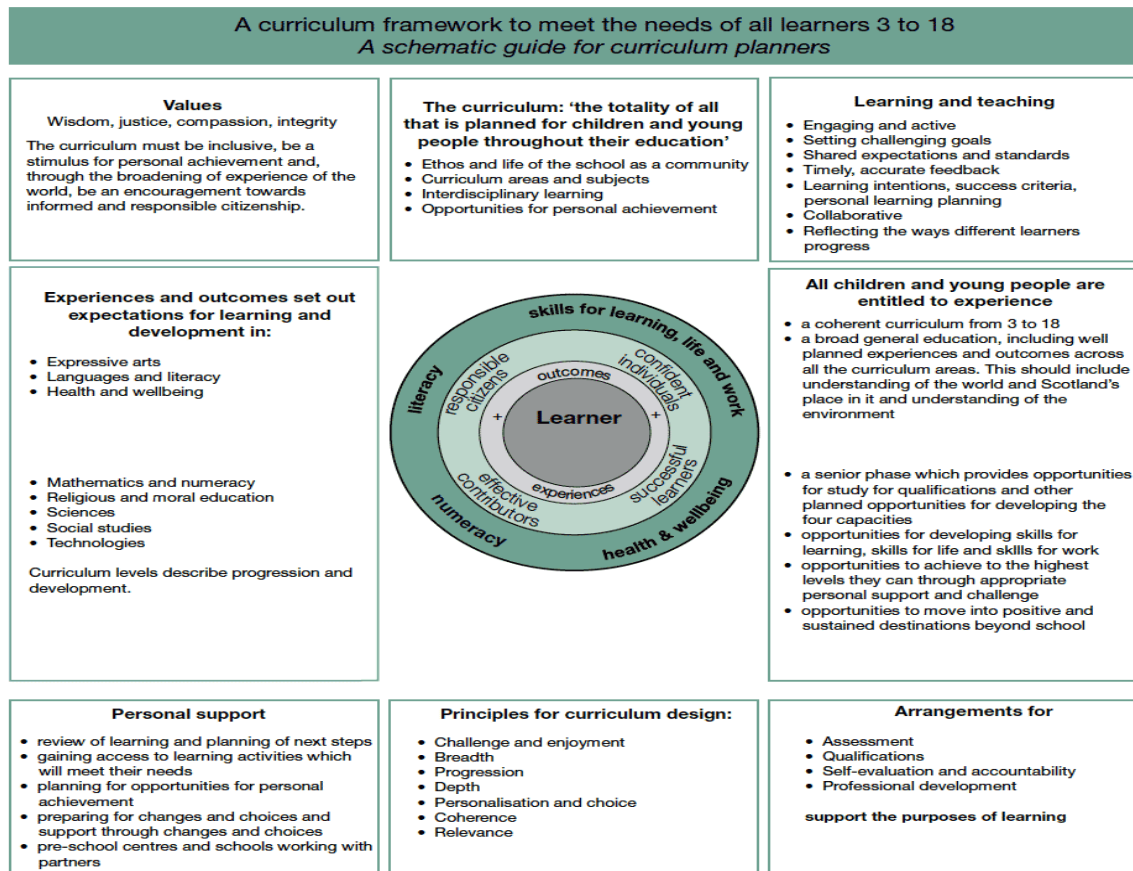 A curriculum framework to meet the needs of all learners 3 to 18
A schematic guide for curriculum planners
Values
Wisdom, justice, compassion, integrity
The curriculum must be inclusive, be a
stimulus for personal achievement and,
through the broadening of experience of the
world, be an encouragement towards
informed and responsible citizenship.
The curriculum: ‘the totality of all
that is planned for children and young
people throughout their education’
• Ethos and life of the school as a community
• Curriculum areas and subjects
• Interdisciplinary learning
• Opportunities for personal achievement
Learning and teaching
• Engaging and active
• Setting challenging goals
• Shared expectations and standards
• Timely, accurate feedback
• Learning intentions, success criteria,
personal learning planning
• Collaborative
• Reflecting the ways different learners
progress
Experiences and outcomes set out
expectations for learning and
development in:
• Expressive arts
• Languages and literacy
• Health and wellbeing
• Mathematics and numeracy
• Religious and moral education
• Sciences
• Social studies
• Technologies
Curriculum levels describe progression and
development.
skills for learning, life and work
literacy
numeracy
health & wellbeing
responsible
citizens
confident
individuals
effective
contributors
successful
learners
outcomes
+
+
experiences
Learner
All children and young people are
entitled to experience
• a coherent curriculum from 3 to 18
• a broad general education, including well
planned experiences and outcomes across
all the curriculum areas. This should include
understanding of the world and Scotland’s
place in it and understanding of the
environment
• a senior phase which provides opportunities
for study for qualifications and other
planned opportunities for developing the
four capacities
• opportunities for developing skills for
learning, skills for life and skills for work
• opportunities to achieve to the highest
levels they can through appropriate
personal support and challenge
• opportunities to move into positive and
sustained destinations beyond school
Personal support
• review of learning and planning of next steps
• gaining access to learning activities which
will meet their needs
• planning for opportunities for personal
achievement
• preparing for changes and choices and
support through changes and choices
• pre-school centres and schools working with
partners
Principles for curriculum design:
• Challenge and enjoyment
• Breadth
• Progression
• Depth
• Personalisation and choice
• Coherence
• Relevance
Arrangements for
• Assessment
• Qualifications
• Self-evaluation and accountability
• Professional development
support the purposes of learning